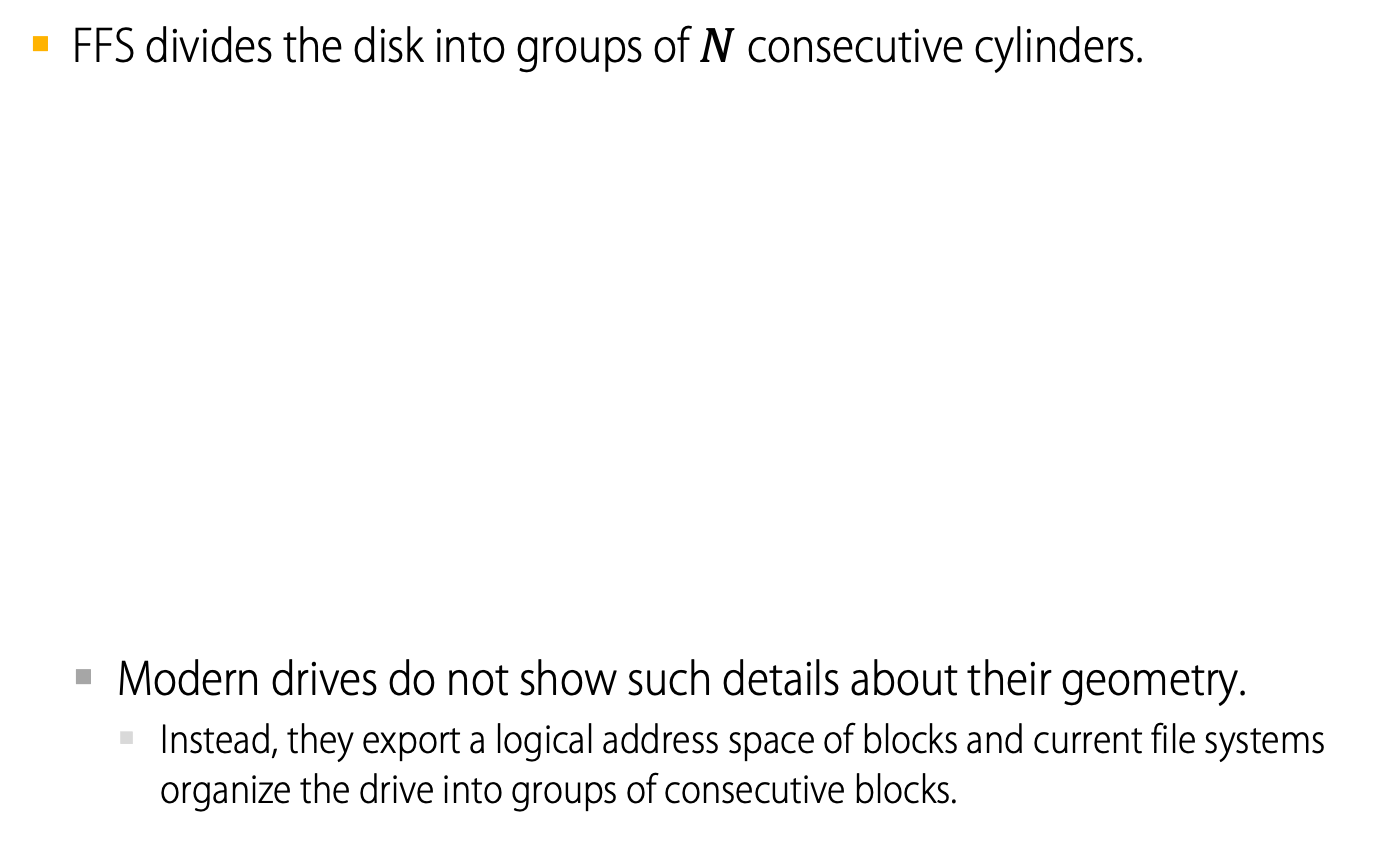 FFS divides the disk into groups of N consecutive cylinders.
Modern drives do not show such details about their geometry.
Instead, they export a logical address space of blocks and current file systems
organize the drive into groups of consecutive blocks.